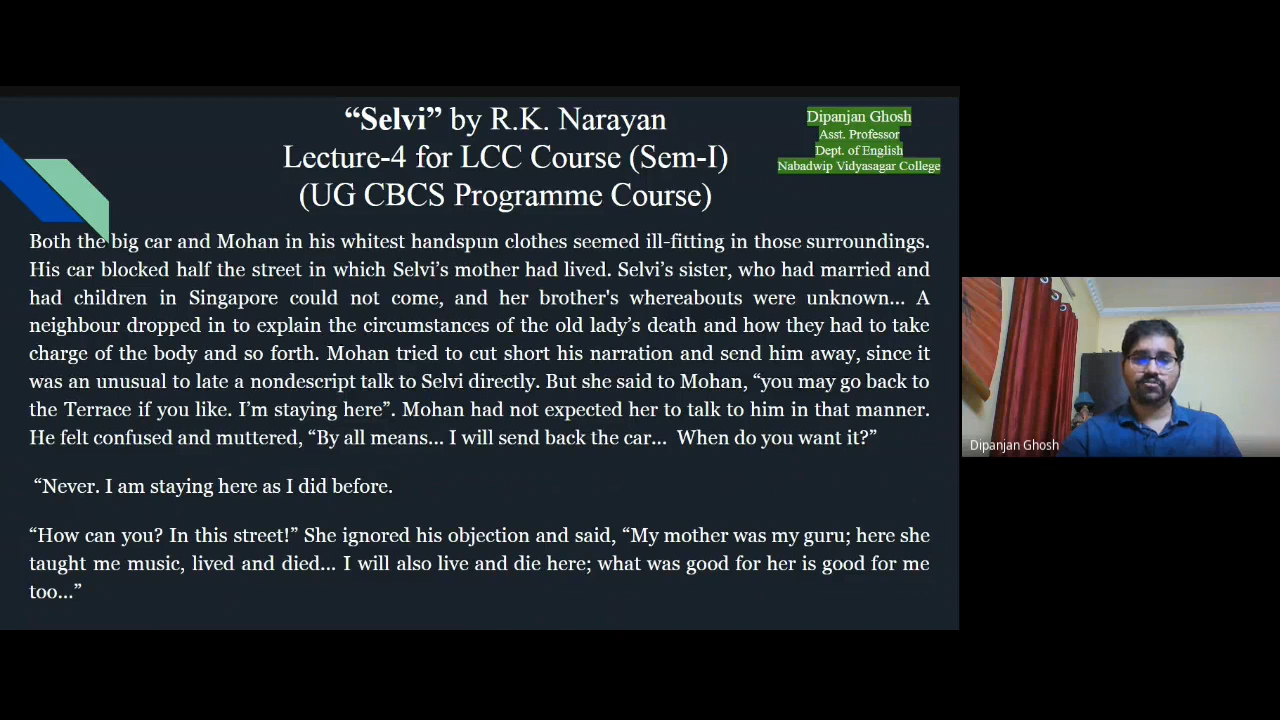 “Selvi” by R.K. Narayan
Lecture-4 for LCC Course (Sem-I)
(UG CBCS Programme Course)
Dipanjan Ghosh
Asst. Professor
Dept. of English
Nabadwip Vidyasagar College
Both the big car and Mohan in his whitest handspun clothes seemed ill-fitting in those surroundings.
His car blocked half the street in which Selvi’s mother had lived. Selvi’s sister, who had married and
had children in Singapore could not come, and her brother's whereabouts were unknown... A
neighbour dropped in to explain the circumstances of the old lady’s death and how they had to take
charge of the body and so forth. Mohan tried to cut short his narration and send him away, since it
was an unusual to late a nondescript talk to Selvi directly. But she said to Mohan, “you may go back to
the Terrace if you like. I’m staying here”. Mohan had not expected her to talk to him in that manner.
He felt confused and muttered, “By all means... I will send back the car... When do you want it?”
“Never. I am staying here as I did before.
“How can you? In this street!” She ignored his objection and said, “My mother was my guru; here she
taught me music, lived and died... I will also live and die here; what was good for her is good for me
too...”
Dipanjan Ghosh